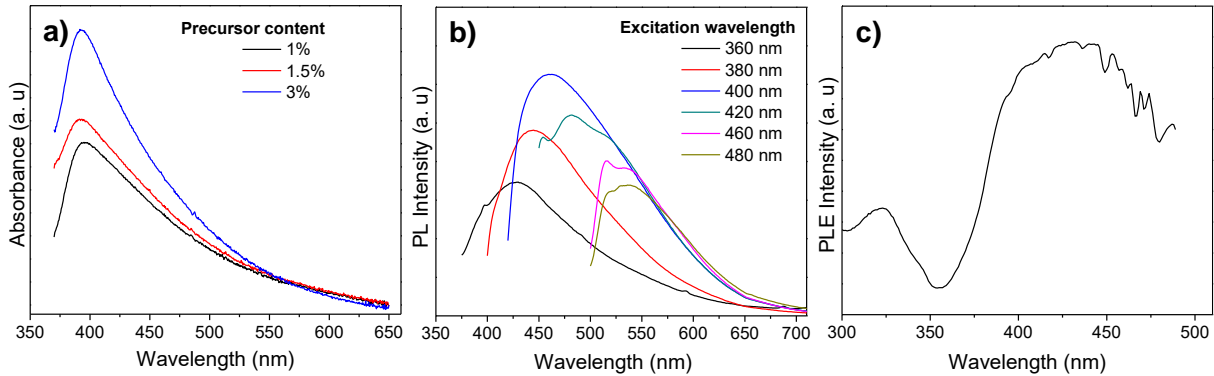 a)
Precursor content
1%
1.5%
3%
Absorbance (a. u)
350 400 450 500 550 600 650
Wavelength (nm)
b)
Excitation wavelength
360 nm
380 nm
400 nm
420 nm
460 nm
480 nm
PL Intensity (a. u)
350 400 450 500 550 600 650 700
Wavelength (nm)
c)
PLE Intensity (a. u)
300 350 400 450 500
Wavelength (nm)